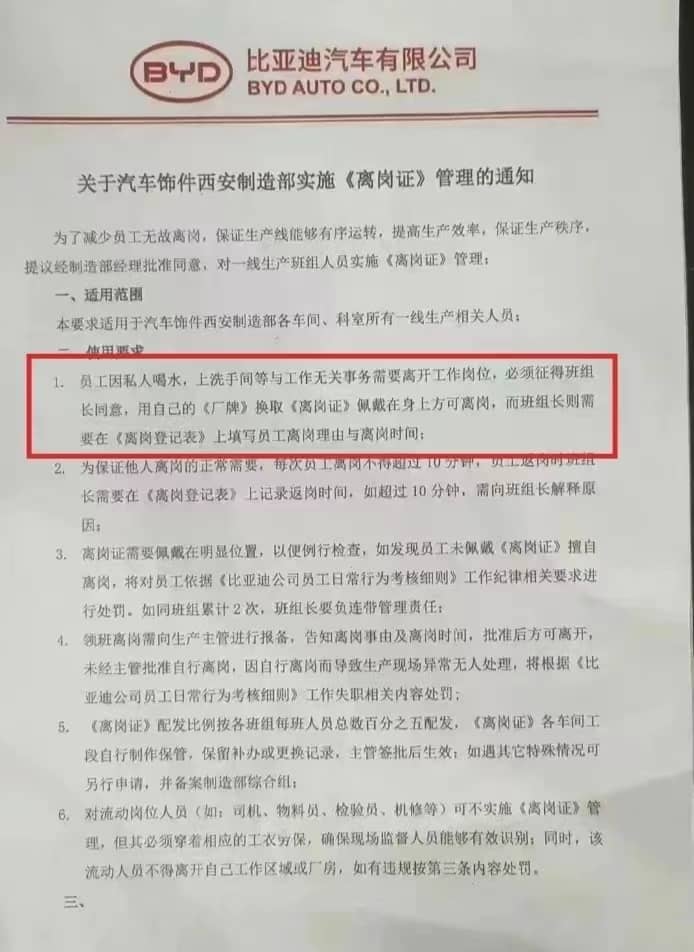 BYD 比亚迪汽车有限公司
BYD AUTO CO., LTD.
关于汽车饰件西安制造部实施《离岗证》管理的通知
为了减少员工无故离岗，保证生产线能够有序运转，提高生产效率，保证生产秩序，
提议经制造部经理批准同意，对一线生产班组人员实施《离岗证》管理：
一、适用范围
本要求适用于汽车饰件西安制造部各车间、科室所有一线生产相关人员；
二、使用要求
1. 员工因私人喝水，上洗手间等与工作无关事务需要离开工作岗位，必须征得班组
长同意，用自己的《厂牌》换取《离岗证》佩戴在身上方可离岗，而班组长则需
要在《离岗登记表》上填写员工离岗理由与离岗时间；
2. 为保证他人离岗的正常需要，每次员工离岗不得超过10分钟，员工返岗时班组
长需要在《离岗登记表》上记录返岗时间，如超过10分钟，需向班组长解释原
因；
3. 离岗证需要佩戴在明显位置，以便例行检查，如发现员工未佩戴《离岗证》擅自
离岗，将对员工依据《比亚迪公司员工日常行为考核细则》工作纪律相关要求进
行处罚。如同班组累计2次，班组长要负连带管理责任；
4. 领班离岗需向生产主管进行报备，告知离岗事由及离岗时间，批准后方可离开，
未经主管批准自行离岗，因自行离岗而导致生产现场异常无人处理，将根据《比
亚迪公司员工日常行为考核细则》工作失职相关内容处罚；
5. 《离岗证》配发比例按各班组每班人员总数百分之五配发，《离岗证》各车间工
段自行制作保管，保留补办或更换记录，主管签批后生效；如遇其它特殊情况可
另行申请，并备案制造部综合组；
6. 对流动岗位人员（如：司机、物料员、检验员、机修等）可不实施《离岗证》管
理，但其必须穿着相应的工衣劳保，确保现场监督人员能够有效识别；同时，该
流动人员不得离开自己工作区域或厂房，如有违规按第三条内容处罚。
三、